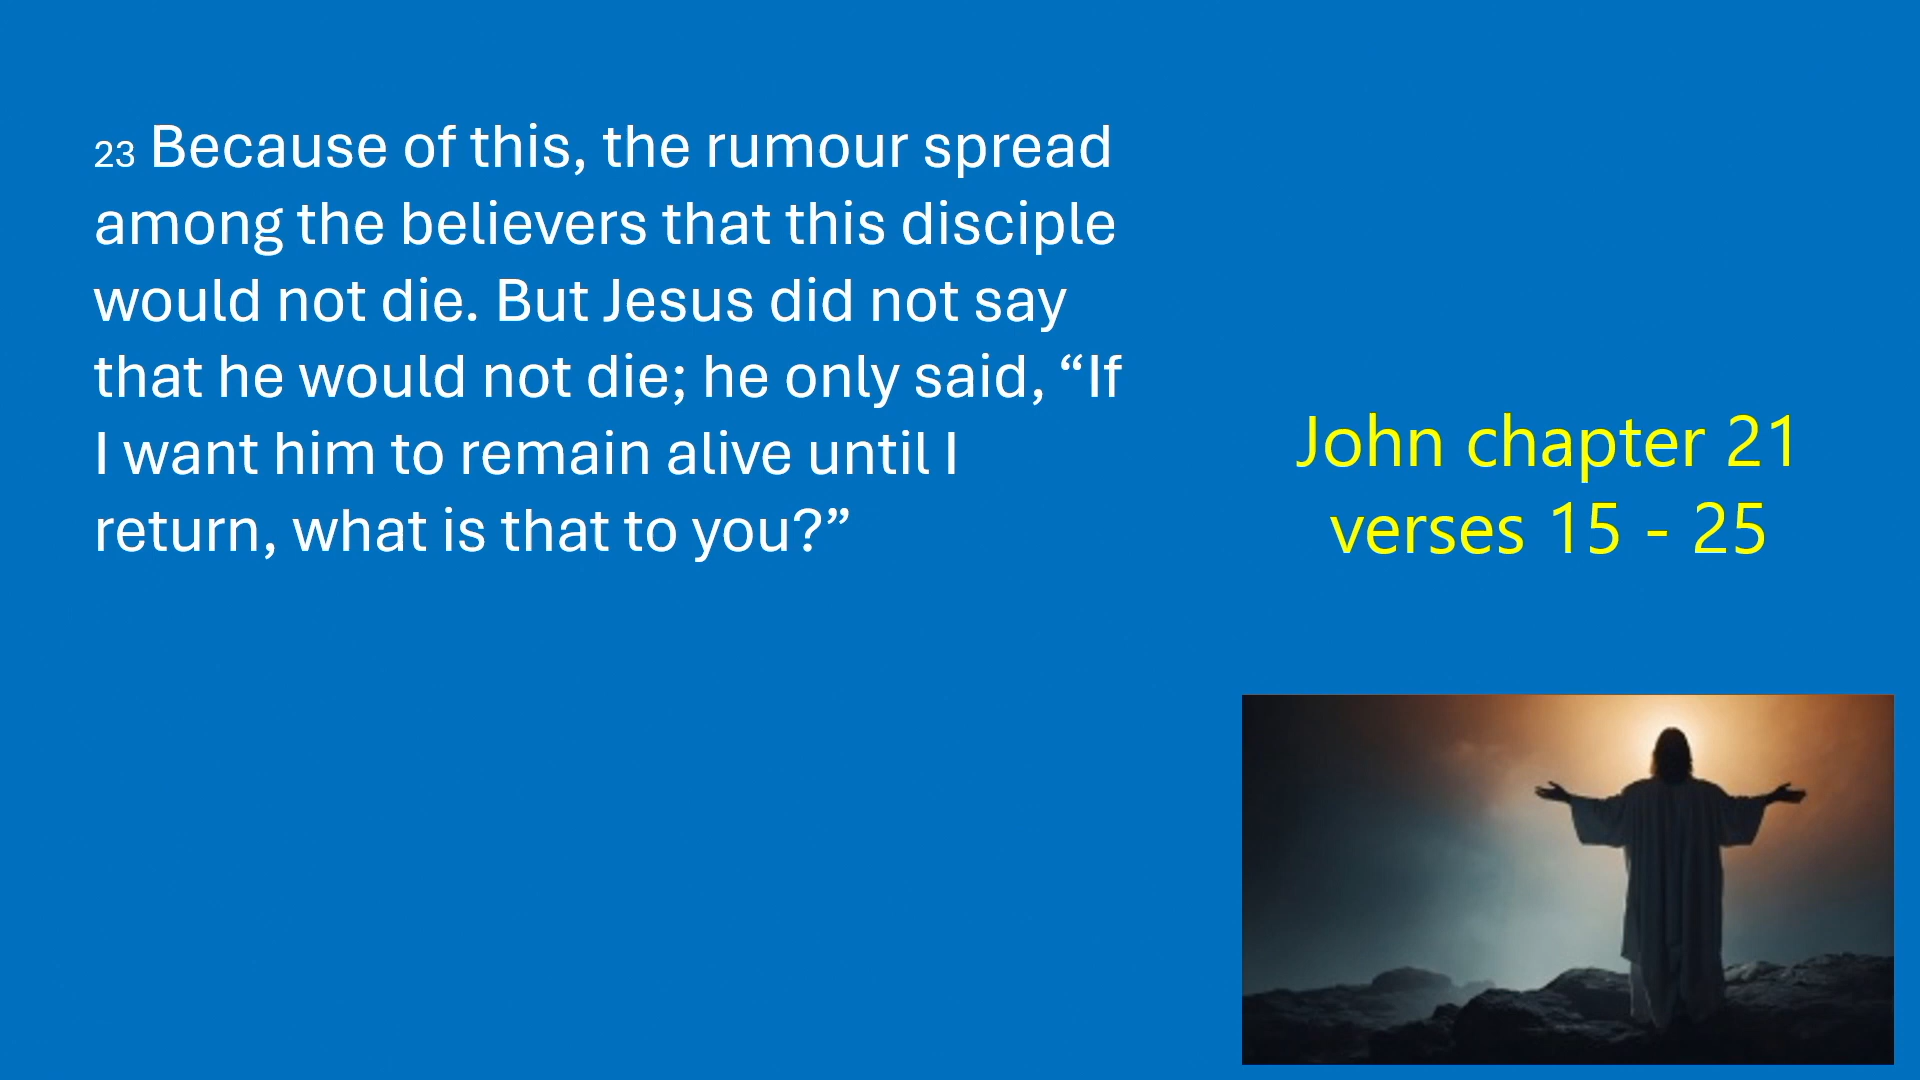 23 Because of this, the rumour spread
among the believers that this disciple
would not die. But Jesus did not say
that he would not die; he only said, “If
I want him to remain alive until I
return, what is that to you?”
John chapter 21
verses 15 - 25